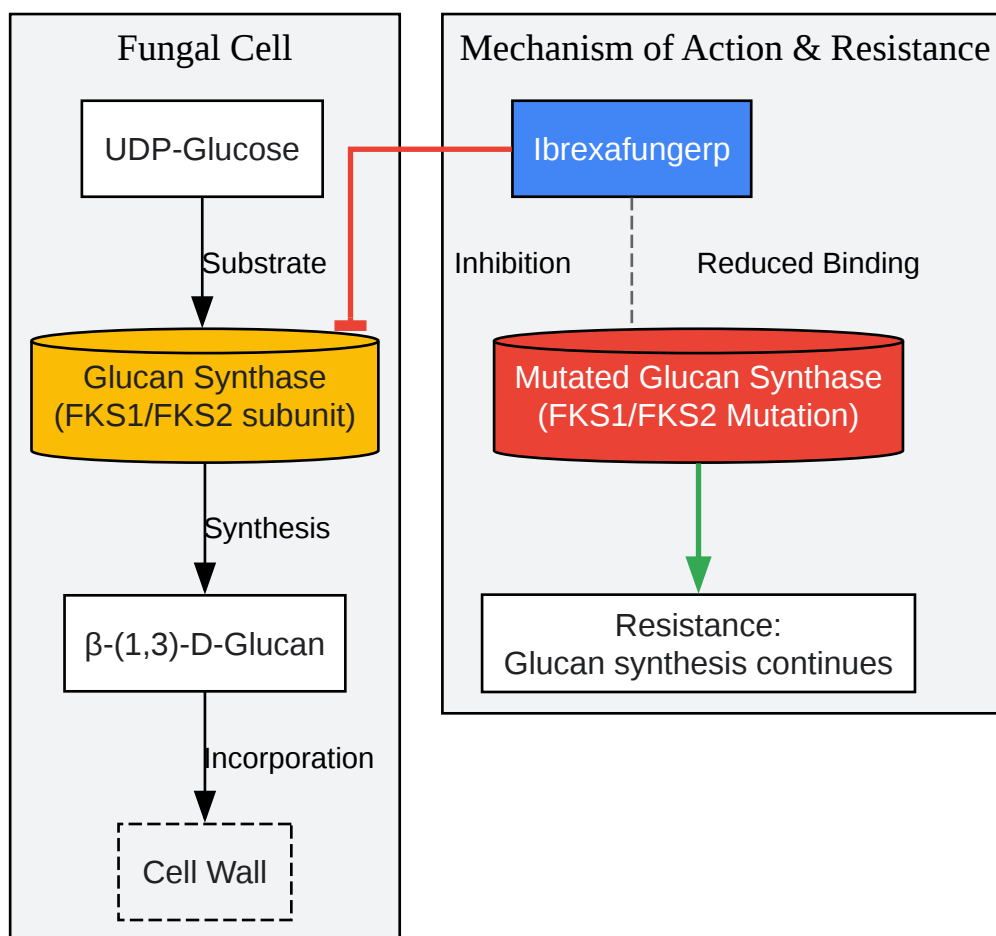 Fungal Cell
UDP-Glucose
Substrate
Glucan Synthase
(FKS1/FKS2 subunit)
Synthesis
β-(1,3)-D-Glucan
Incorporation
Cell Wall
Mechanism of Action & Resistance
Ibrexafungerp
Inhibition
Reduced Binding
Mutated Glucan Synthase
(FKS1/FKS2 Mutation)
Resistance:
Glucan synthesis continues